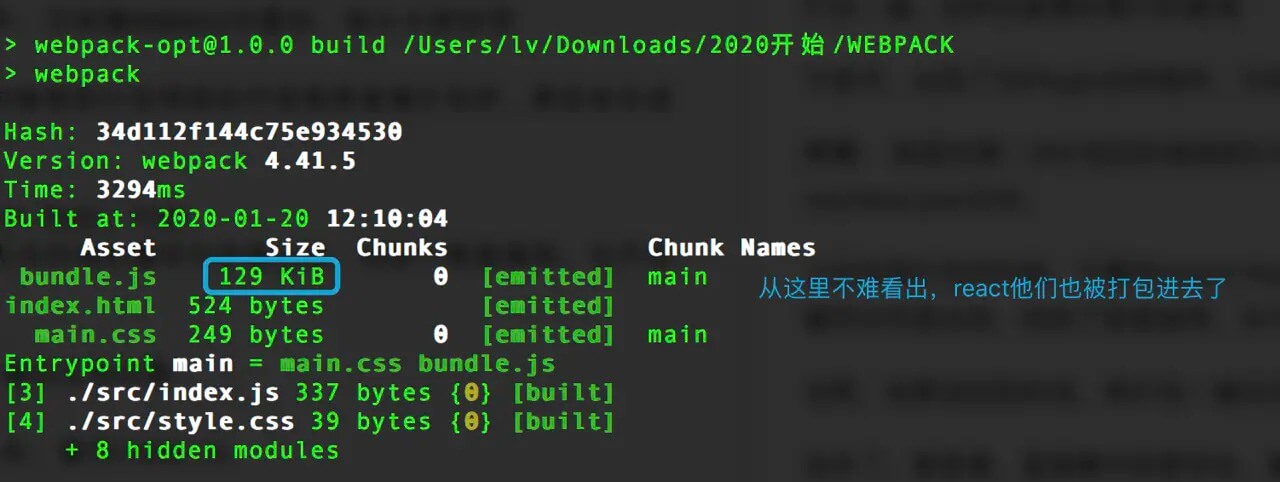 > webpack-opt@1.0.0 build /Users/lv/Downloads/2020开始/WEBPACK
> webpack
Hash: 34d112f144c75e934530
Version: webpack 4.41.5
Time: 3294ms
Built at: 2020-01-20 12:10:04
Asset Size Chunks Chunk Names
bundle.js 129 KiB 0 [emitted] main
从这里不难看出，react他们也被打包进去了
index.html 524 bytes [emitted]
main.css 249 bytes 0 [emitted] main
Entrypoint main = main.css bundle.js
[3] ./src/index.js 337 bytes {0} [built]
[4] ./src/style.css 39 bytes {0} [built]
+ 8 hidden modules